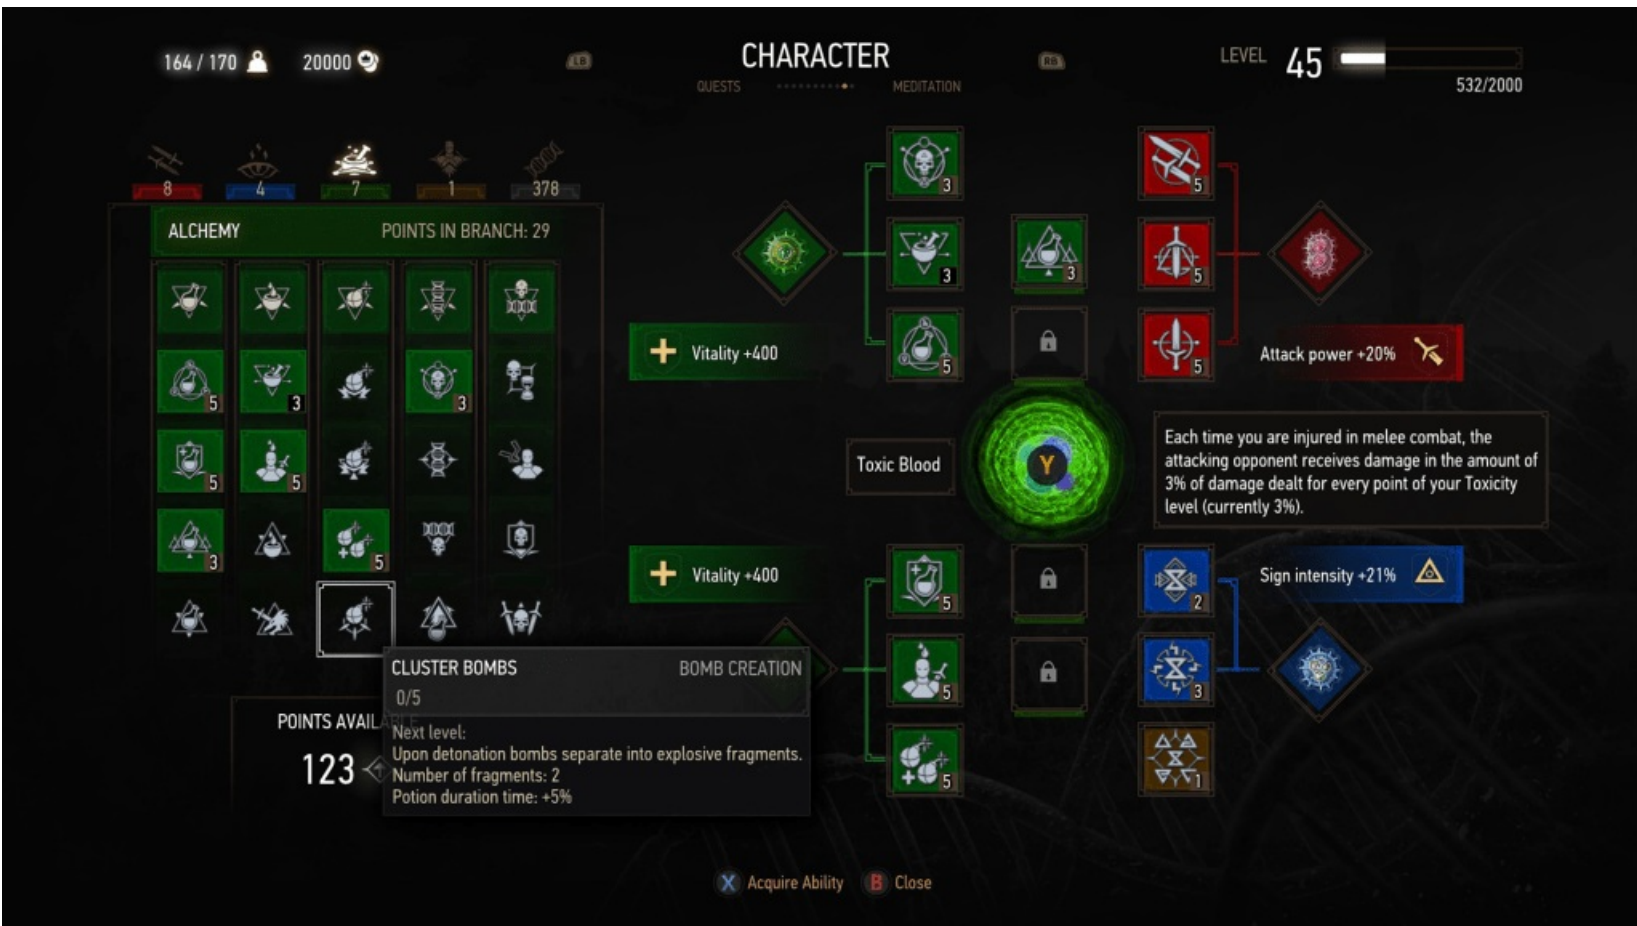 164 / 170
20000
LB
CHARACTER
RB
LEVEL 45
QUESTS
MEDITATION
532/2000
8
4
7
1
378
ALCHEMY
POINTS IN BRANCH: 29
5
3
3
5
5
3
5
3
3
5
3
5
5
5
Vitality +400
Attack power +20%
Toxic Blood
Y
Each time you are injured in melee combat, the
attacking opponent receives damage in the amount of
3% of damage dealt for every point of your Toxicity
level (currently 3%).
Vitality +400
Sign intensity +21%
5
5
5
2
3
1
CLUSTER BOMBS
BOMB CREATION
0/5
POINTS AVAILABLE
123
Next level:
Upon detonation bombs separate into explosive fragments.
Number of fragments: 2
Potion duration time: +5%
X Acquire Ability
B Close